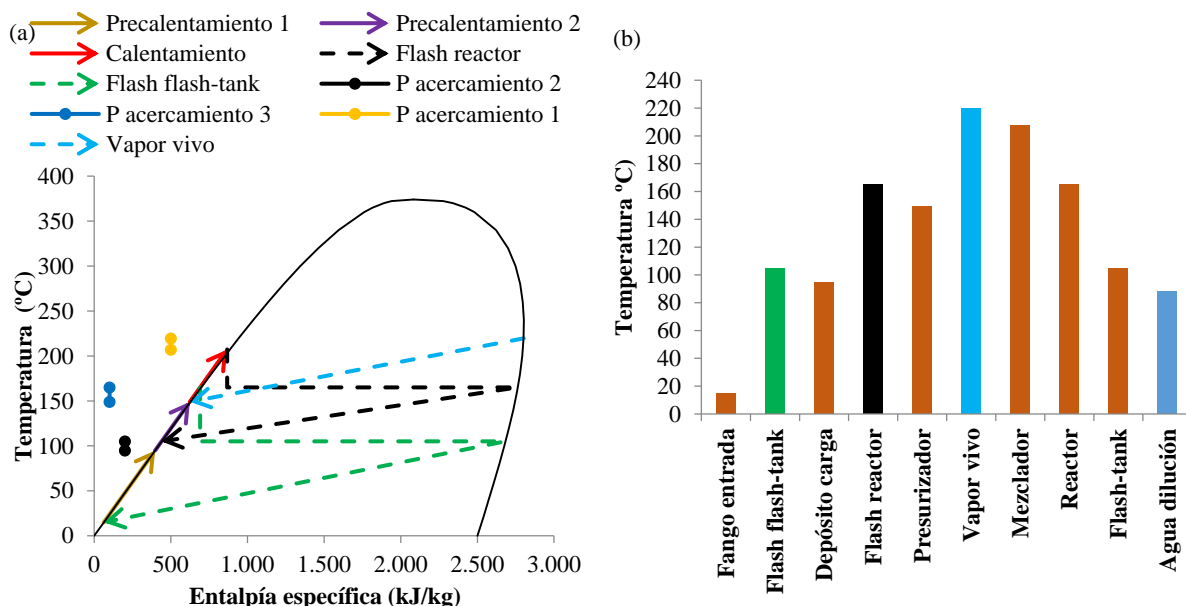 (a)
Precalentamiento 1
Precalentamiento 2
Calentamiento
Flash reactor
Flash flash-tank
P acercamiento 2
P acercamiento 3
P acercamiento 1
Vapor vivo
400
350
300
250
200
150
100
50
0
Temperatura (ºC)
0
500
1.000
1.500
2.000
2.500
3.000
Entalpía específica (kJ/kg)
(b)
240
220
200
180
160
140
120
100
80
60
40
20
0
Temperatura ºC
Fango entrada
Flash flash-tank
Depósito carga
Flash reactor
Presurizador
Vapor vivo
Mezclador
Reactor
Flash-tank
Agua dilución